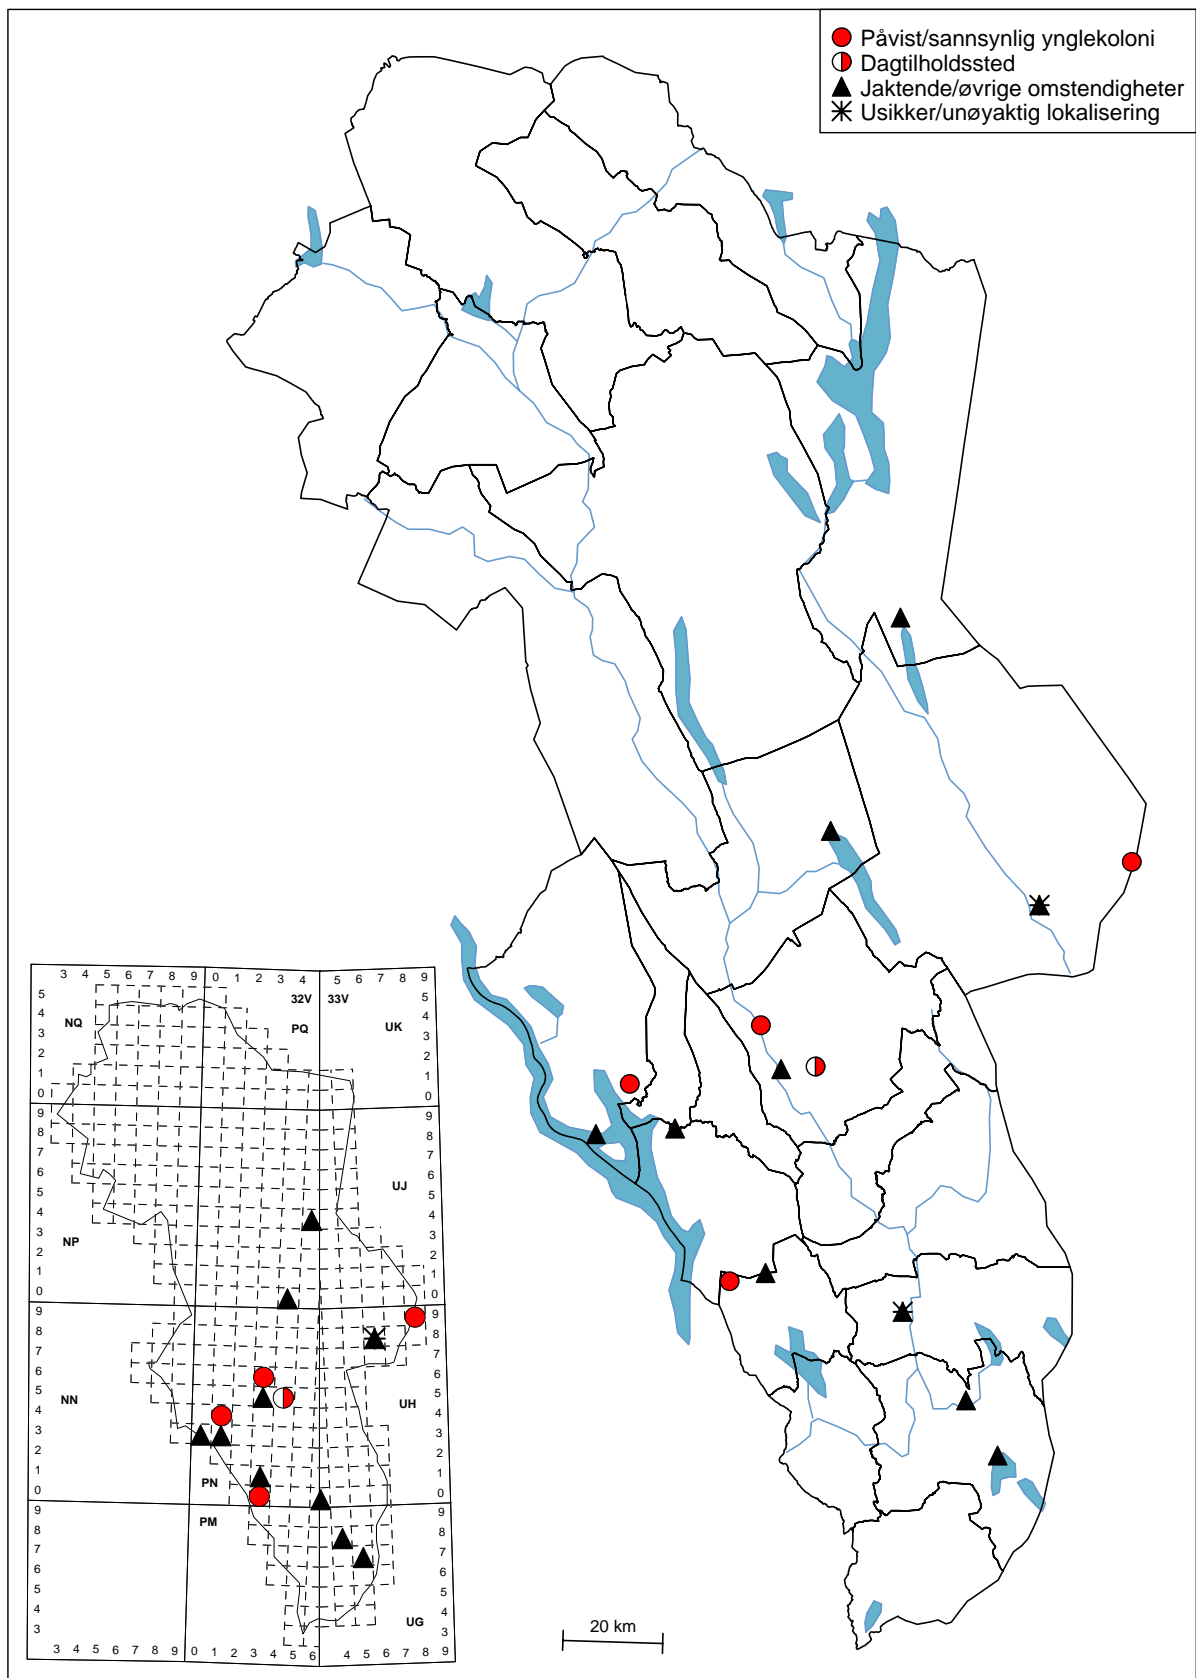 Påvist/sannsynlig ynglekoloni
Dagtilholdssted
Jaktende/øvrige omstendigheter
Usikker/unøyaktig lokalisering
3 4 5 6 7 8 9 0 1 2 3 4 5 6 7 8 9
32V 33V
5 5
NQ PQ UK
4 4
3 3
2 2
1 1
0 0
9 9
8 8
7 7
6 6
UJ
5 5
4 4
3 3
NP
2 2
1 1
0 0
9 9
8 8
7 7
6 6
5 5
NN UH
4 4
3 3
2 2
1 1
PN
0 0
9 9
PM
8 8
7 7
6 6
5 5
4 4
UG
3 3
3 4 5 6 7 8 9 0 1 2 3 4 5 6 4 5 6 7 8 9
20 km